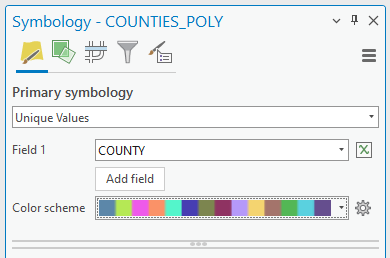 Symbology - COUNTIES_POLY
Primary symbology
Unique Values
Field 1 COUNTY
Add field
Color scheme